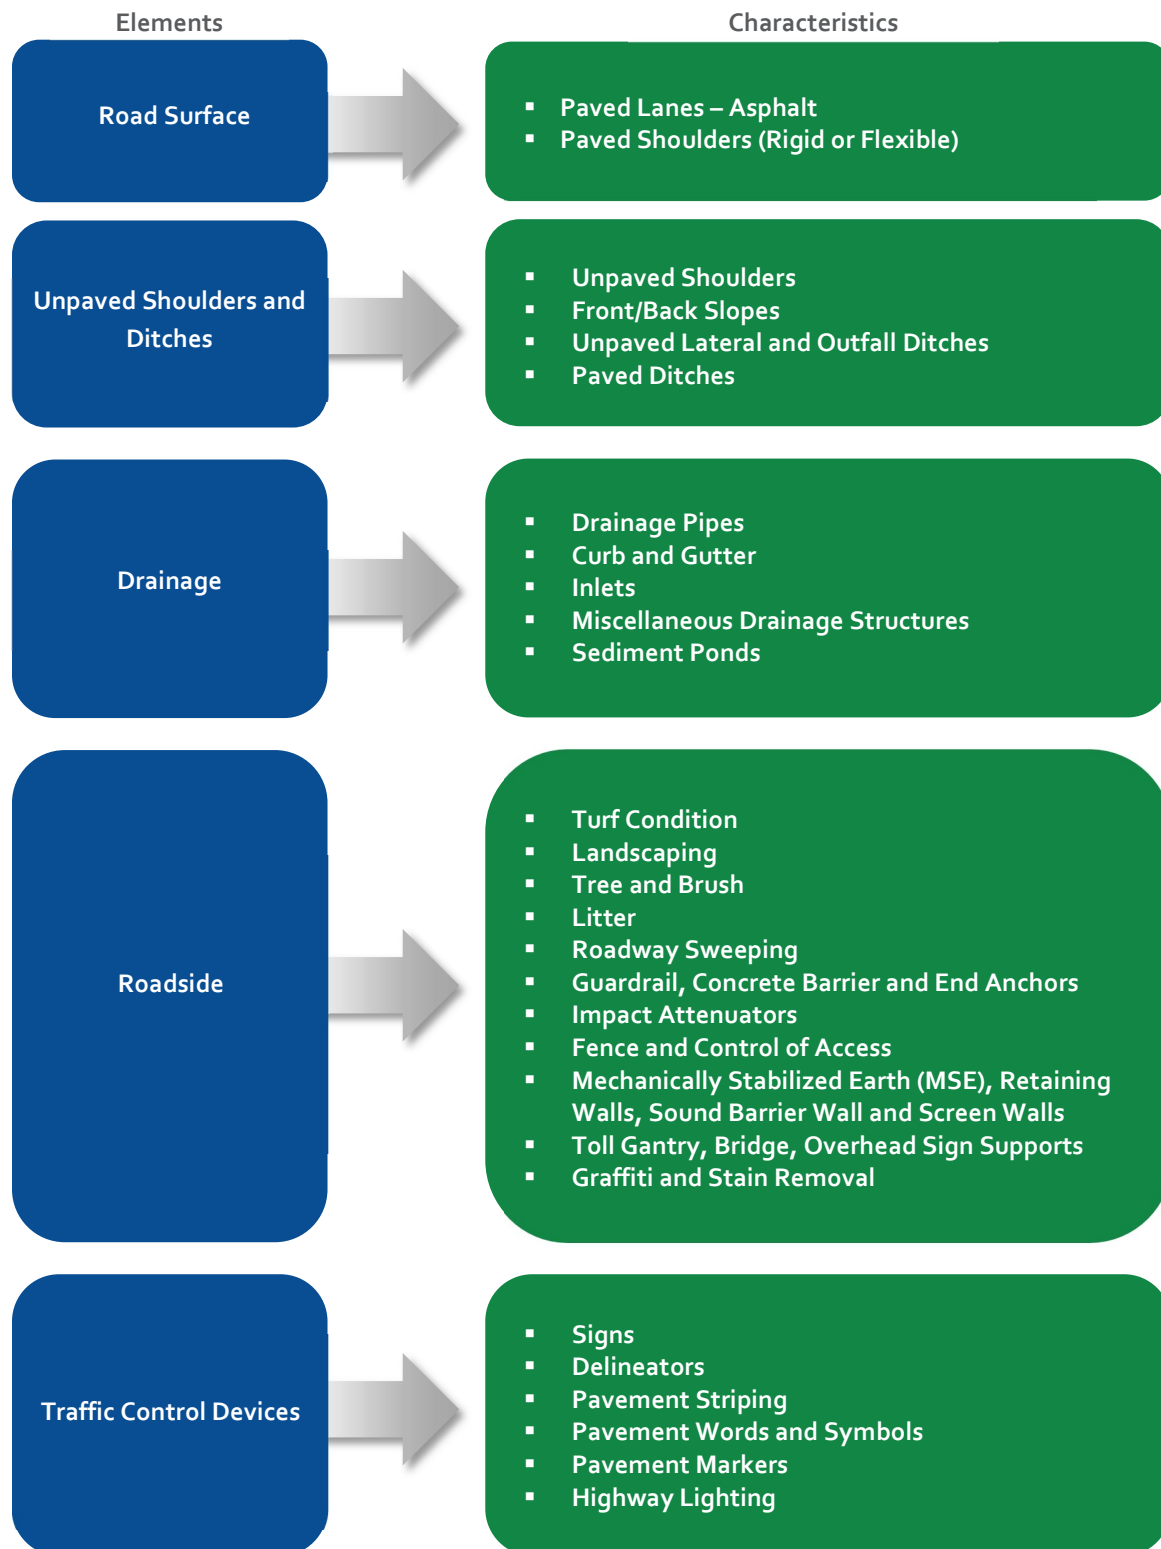 Elements
Characteristics
Road Surface
▪ Paved Lanes – Asphalt
▪ Paved Shoulders (Rigid or Flexible)
Unpaved Shoulders and
Ditches
▪ Unpaved Shoulders
▪ Front/Back Slopes
▪ Unpaved Lateral and Outfall Ditches
▪ Paved Ditches
Drainage
▪ Drainage Pipes
▪ Curb and Gutter
▪ Inlets
▪ Miscellaneous Drainage Structures
▪ Sediment Ponds
Roadside
▪ Turf Condition
▪ Landscaping
▪ Tree and Brush
▪ Litter
▪ Roadway Sweeping
▪ Guardrail, Concrete Barrier and End Anchors
▪ Impact Attenuators
▪ Fence and Control of Access
▪ Mechanically Stabilized Earth (MSE), Retaining
Walls, Sound Barrier Wall and Screen Walls
▪ Toll Gantry, Bridge, Overhead Sign Supports
▪ Graffiti and Stain Removal
Traffic Control Devices
▪ Signs
▪ Delineators
▪ Pavement Striping
▪ Pavement Words and Symbols
▪ Pavement Markers
▪ Highway Lighting